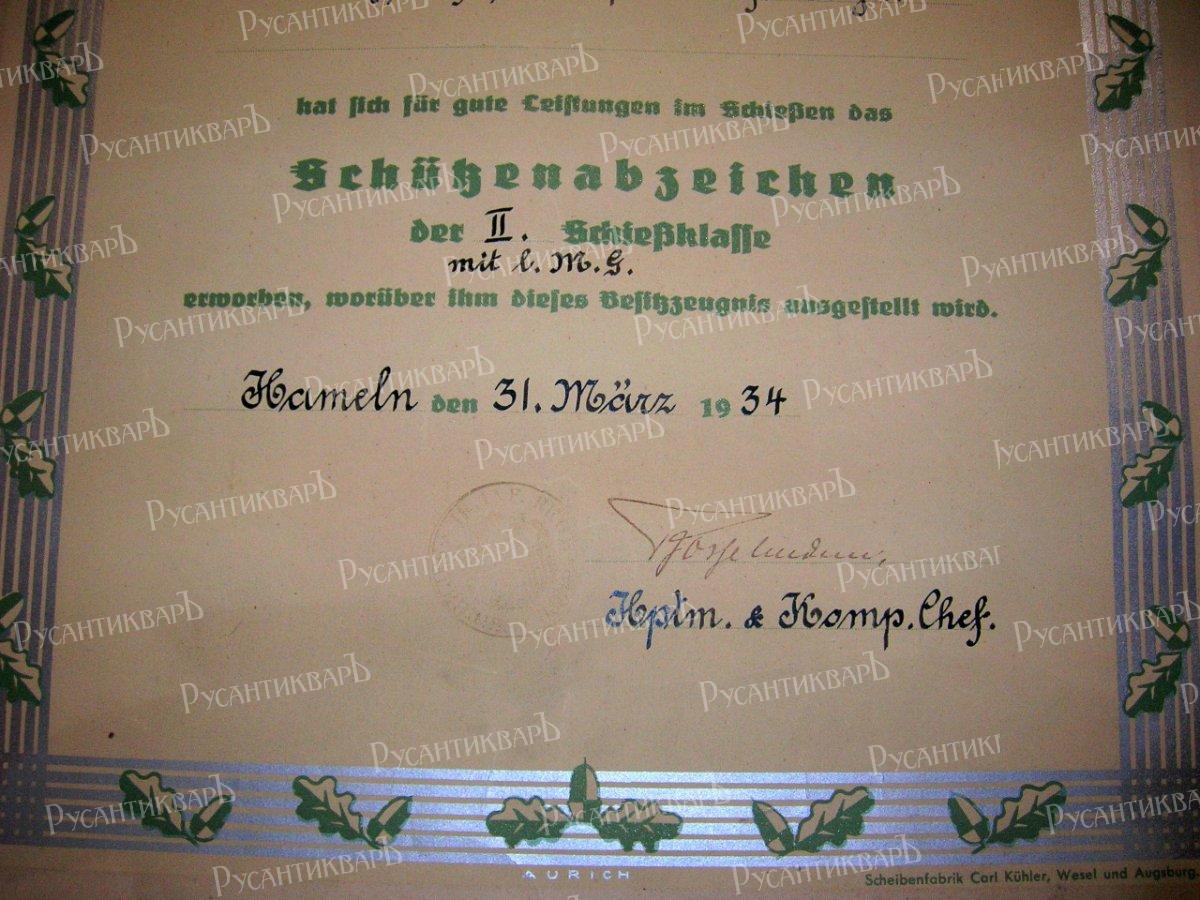 hat sich für gute Leistungen im Schießen das
Schützenabzeichen
der II. Schießklasse
mit l. M.G.
erworben, worüber ihm dieses Besitzzeugnis ausgestellt wird.
Hameln den 31. März 1934
Hptm. & Komp. Chef.
AURICH
Scheibenfabrik Carl Kühler, Wesel und Augsburg.
РусАнтикваръ